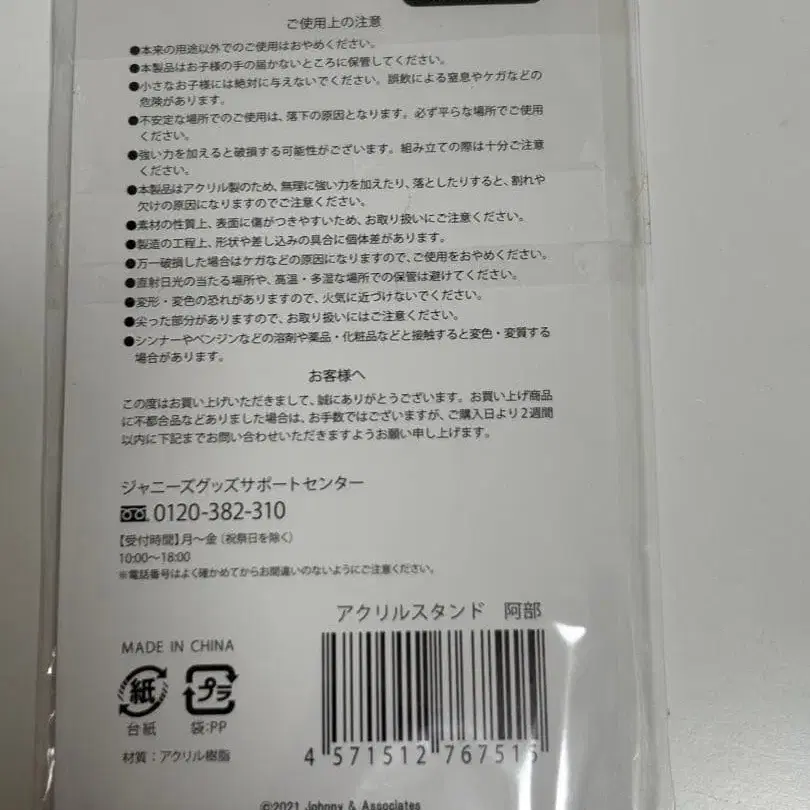 ご使用上の注意
●本来の用途以外でのご使用はおやめください。
●本製品はお子様の手の届かないところに保管してください。
●小さなお子様には絶対に与えないでください。誤飲による窒息やケガなどの
危険があります。
●不安定な場所でのご使用は、落下の原因となります。必ず平らな場所でご使用
ください。
●強い力を加えると破損する可能性がございます。組み立ての際は十分ご注意
ください。
●本製品はアクリル製のため、無理に強い力を加えたり、落としたりすると、割れや
欠けの原因になりますのでご注意ください。
●素材の性質上、表面に傷がつきやすいため、お取り扱いにご注意ください。
●製造の工程上、形状や差し込みの具合に個体差があります。
●万一破損した場合はケガなどの原因になりますので、ご使用をおやめください。
●直射日光の当たる場所や、高温・多湿な場所での保管は避けてください。
●変形・変色の恐れがありますので、火気に近づけないでください。
●尖った部分がありますので、お取り扱いにはご注意ください。
●シンナーやベンジンなどの溶剤や薬品・化粧品などと接触すると変色・変質する
場合があります。
お客様へ
この度はお買い上げいただきまして、誠にありがとうございます。お買い上げ商品
に不都合品などありました場合は、お手数ではございますが、ご購入日より2週間
以内に下記までお問い合わせいただきますようお願い申し上げます。
ジャニーズグッズサポートセンター
0120-382-310
【受付時間】月〜金（祝祭日を除く）
10:00〜18:00
※電話番号はよく確かめてからお間違いのないようにご注意ください。
アクリルスタンド 阿部
MADE IN CHINA
紙 プラ
台紙 袋:PP
材質：アクリル樹脂
4 571512 767515
©2021 Johnny & Associates